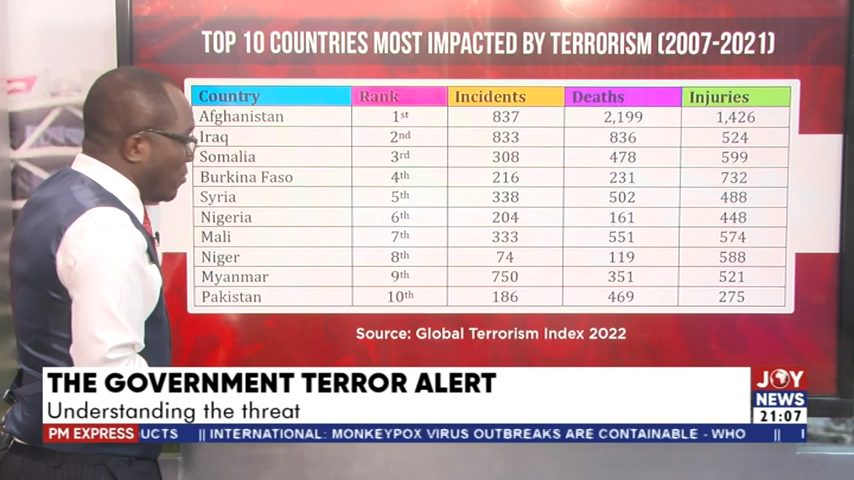 TOP 10 COUNTRIES MOST IMPACTED BY TERRORISM (2007-2021)
Country Rank Incidents Deaths Injuries
Afghanistan 1st 837 2,199 1,426
Iraq 2nd 833 836 524
Somalia 3rd 308 478 599
Burkina Faso 4th 216 231 732
Syria 5th 338 502 488
Nigeria 6th 204 161 448
Mali 7th 333 551 574
Niger 8th 74 119 588
Myanmar 9th 750 351 521
Pakistan 10th 186 469 275
Source: Global Terrorism Index 2022
THE GOVERNMENT TERROR ALERT
Understanding the threat
JOY
NEWS
21:07
PM EXPRESS UCTS || INTERNATIONAL: MONKEYPOX VIRUS OUTBREAKS ARE CONTAINABLE - WHO ||